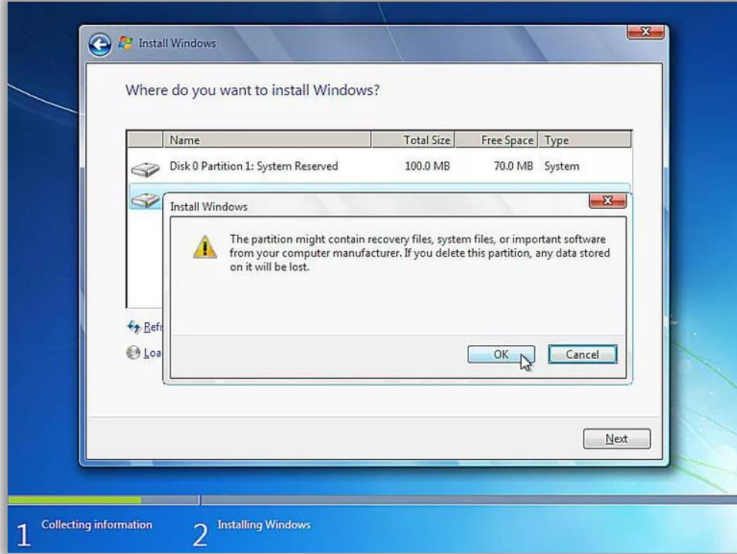 Install Windows
Where do you want to install Windows?
Name Total Size Free Space Type
Disk 0 Partition 1: System Reserved 100.0 MB 70.0 MB System
Install Windows
The partition might contain recovery files, system files, or important software
from your computer manufacturer. If you delete this partition, any data stored
on it will be lost.
Refr
Loa
OK Cancel
Next
1 Collecting information 2 Installing Windows